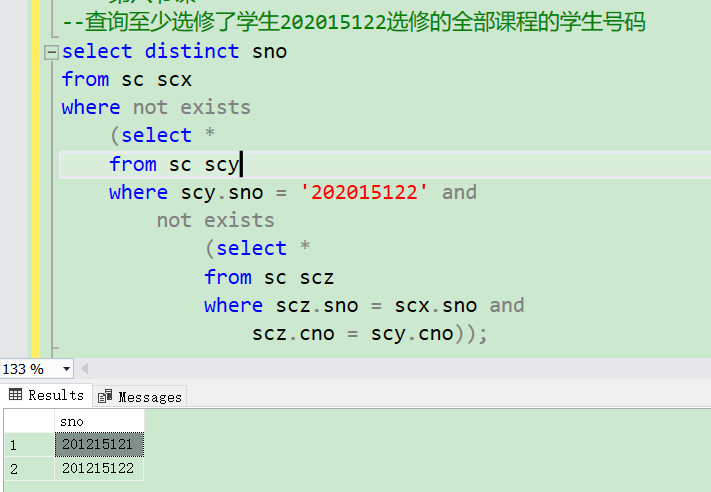 --查询至少选修了学生202015122选修的全部课程的学生号码
select distinct sno
from sc scx
where not exists
(select *
from sc scy
where scy.sno = '202015122' and
not exists
(select *
from sc scz
where scz.sno = scx.sno and
scz.cno = scy.cno));
133 %
Results Messages
sno
1 201215121
2 201215122